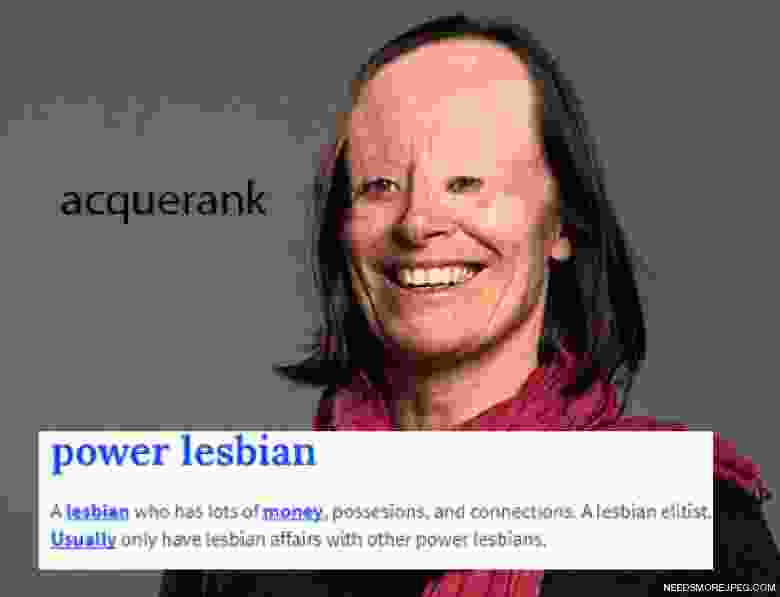 acquerank
power lesbian
A lesbian who has lots of money, possesions, and connections. A lesbian elitist.
Usually only have lesbian affairs with other power lesbians.
NEEDSMOREJPEG.COM